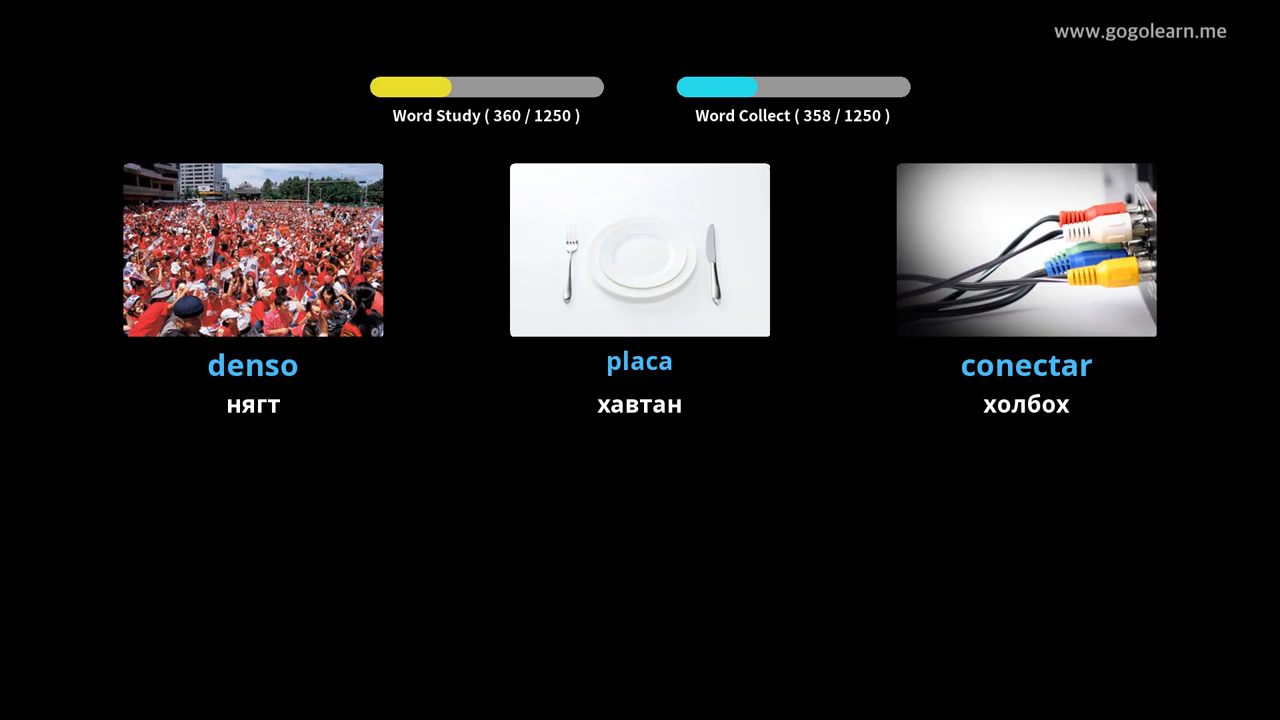 www.gogolearn.me
Word Study ( 360 / 1250 )
Word Collect ( 358 / 1250 )
denso
placa
conectar
нягт
хавтан
холбох